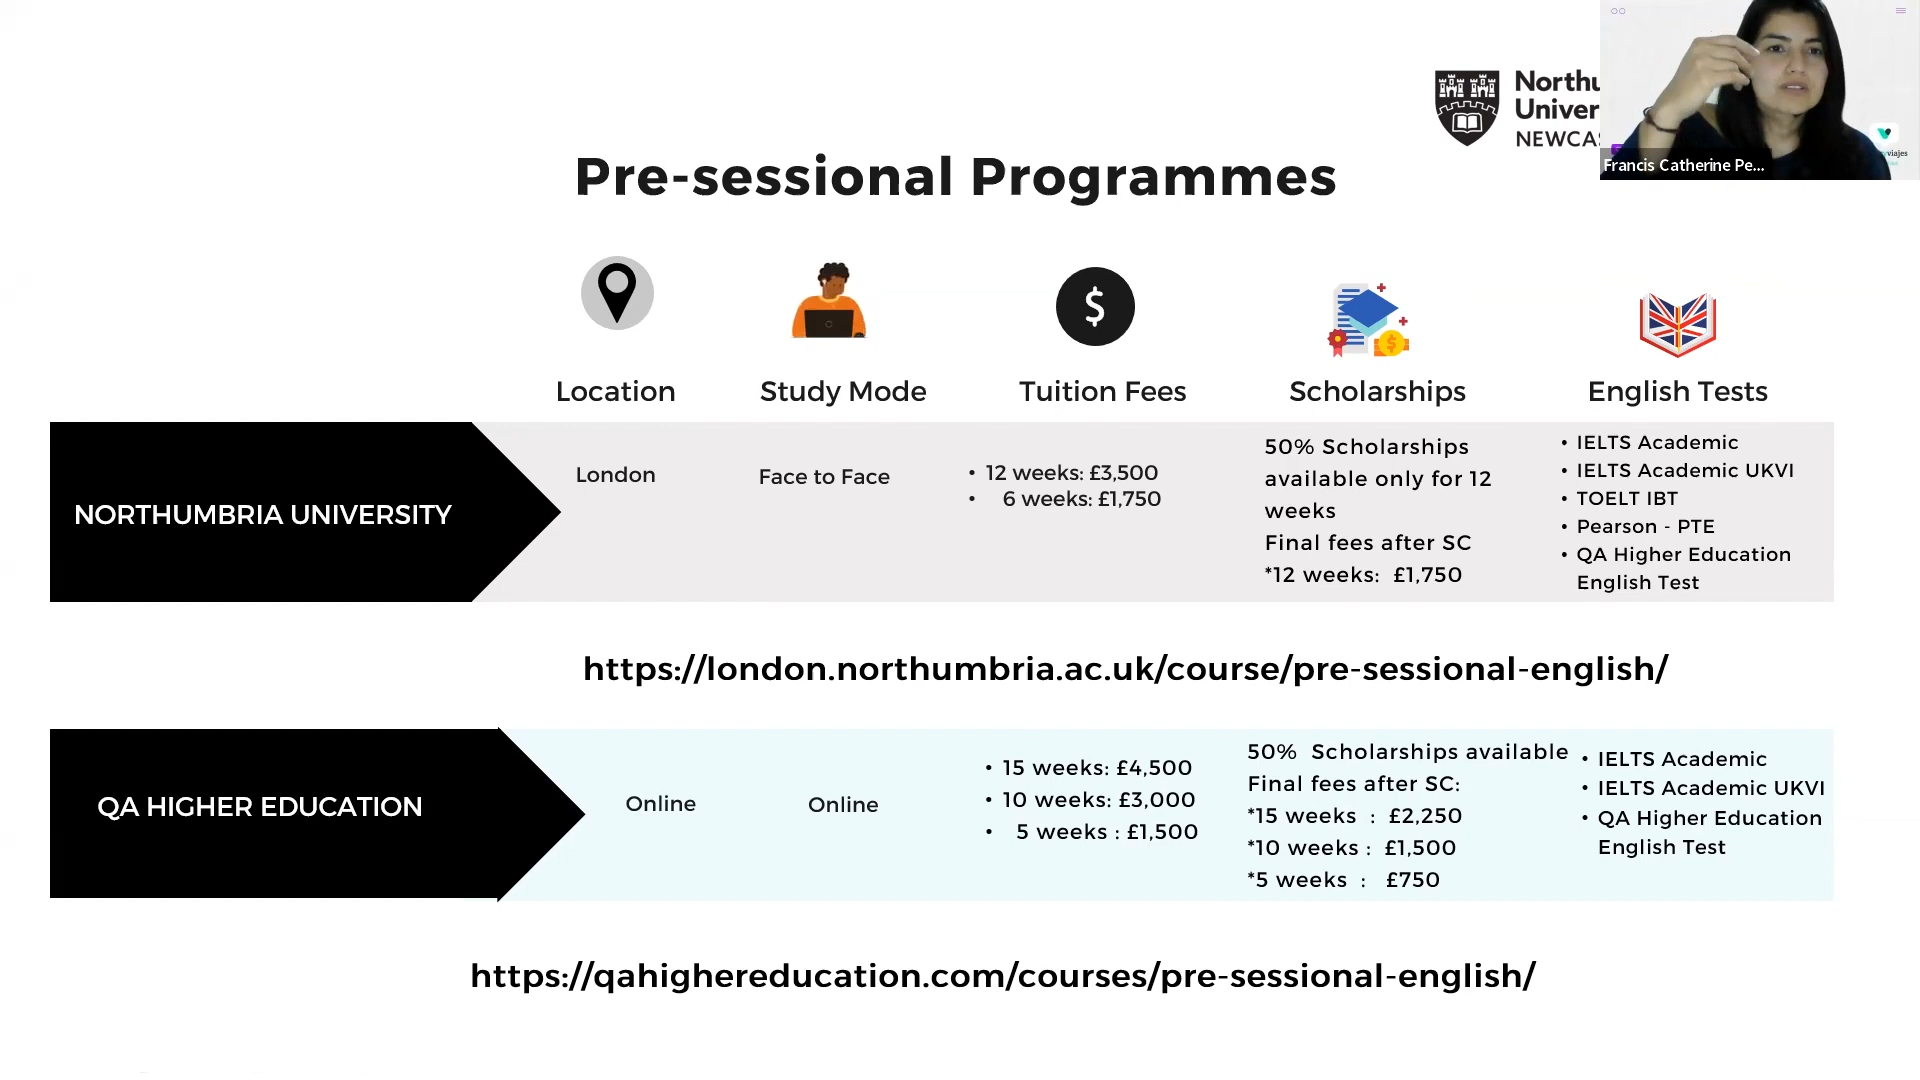 Northu
Univer
NEWCAS
Francis Catherine Pe...
Pre-sessional Programmes
Location
Study Mode
Tuition Fees
Scholarships
English Tests
NORTHUMBRIA UNIVERSITY
London
Face to Face
• 12 weeks: £3,500
• 6 weeks: £1,750
50% Scholarships
available only for 12
weeks
Final fees after SC
*12 weeks: £1,750
• IELTS Academic
• IELTS Academic UKVI
• TOELT IBT
• Pearson - PTE
• QA Higher Education
English Test
https://london.northumbria.ac.uk/course/pre-sessional-english/
QA HIGHER EDUCATION
Online
Online
• 15 weeks: £4,500
• 10 weeks: £3,000
• 5 weeks : £1,500
50% Scholarships available
Final fees after SC:
*15 weeks : £2,250
*10 weeks : £1,500
*5 weeks : £750
• IELTS Academic
• IELTS Academic UKVI
• QA Higher Education
English Test
https://qahighereducation.com/courses/pre-sessional-english/